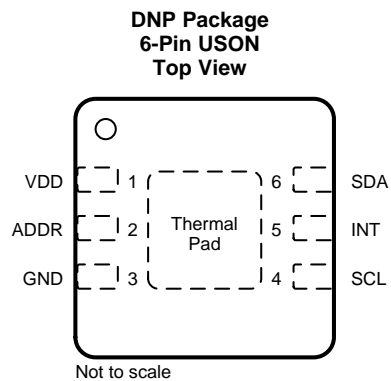 DNP Package
6-Pin USON
Top View
VDD 1 6 SDA
ADDR 2 Thermal Pad 5 INT
GND 3 4 SCL
Not to scale